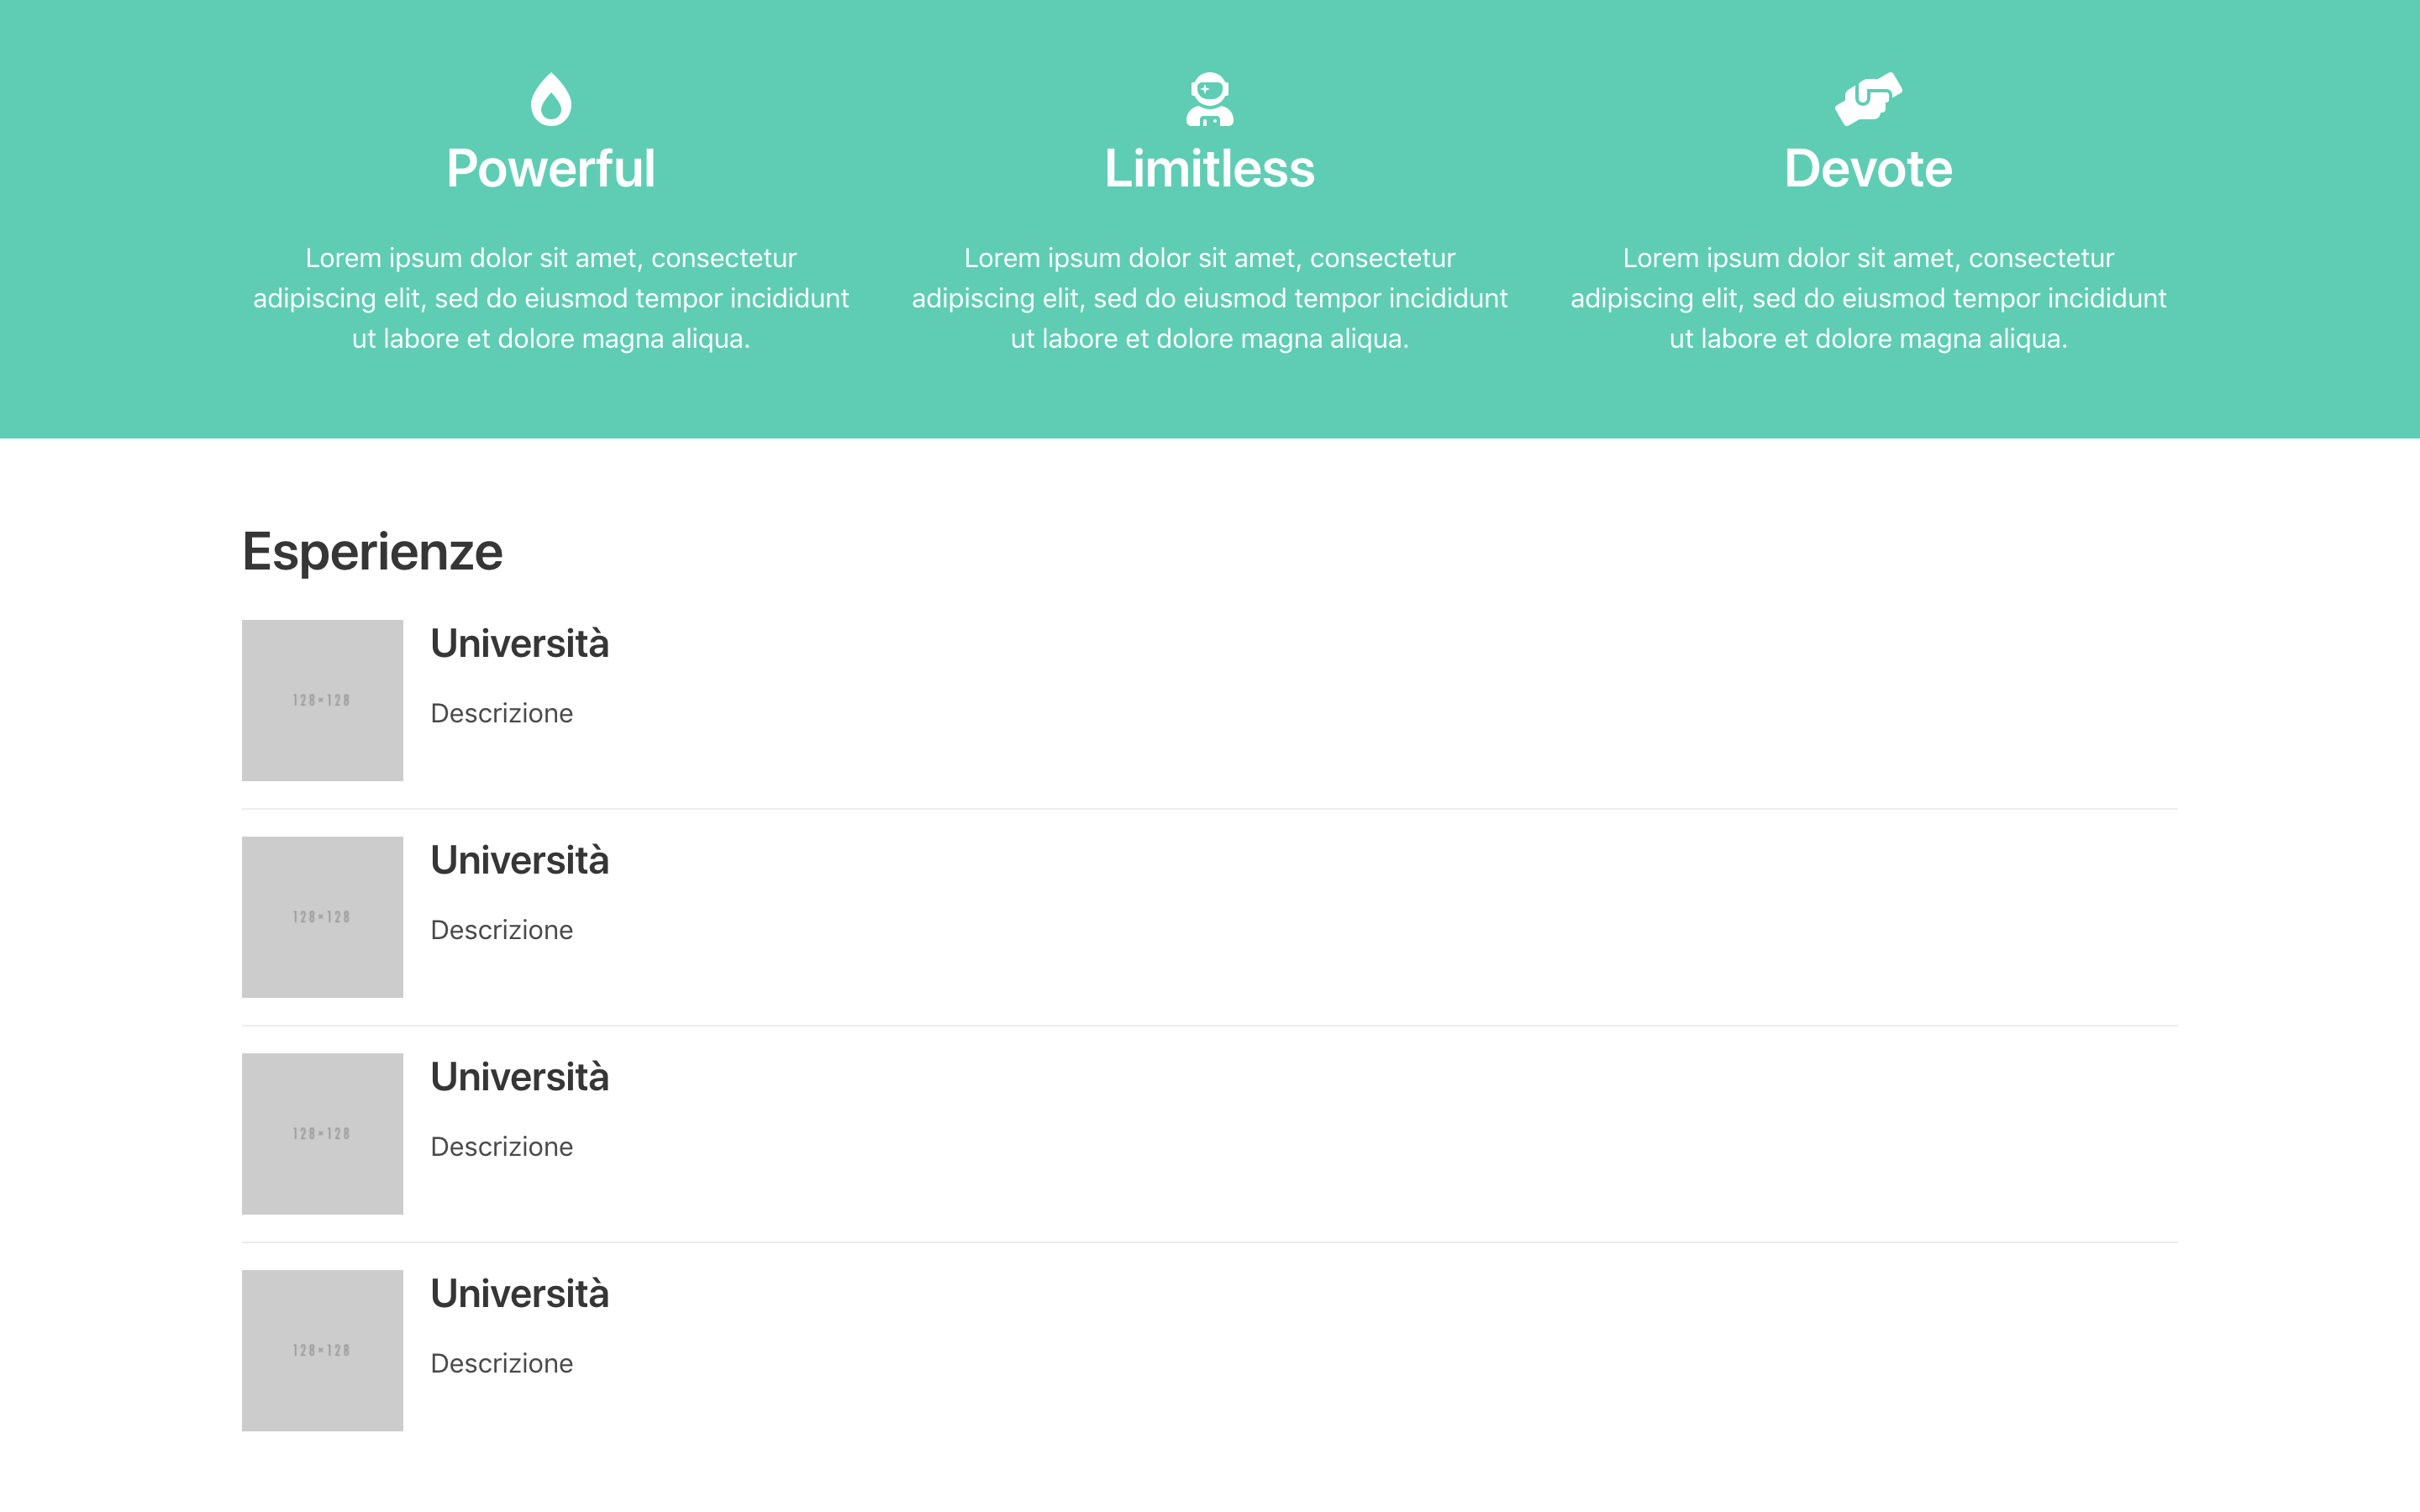 Powerful
Lorem ipsum dolor sit amet, consectetur
adipiscing elit, sed do eiusmod tempor incididunt
ut labore et dolore magna aliqua.
Limitless
Lorem ipsum dolor sit amet, consectetur
adipiscing elit, sed do eiusmod tempor incididunt
ut labore et dolore magna aliqua.
Devote
Lorem ipsum dolor sit amet, consectetur
adipiscing elit, sed do eiusmod tempor incididunt
ut labore et dolore magna aliqua.
Esperienze
128×128
Università
Descrizione
128×128
Università
Descrizione
128×128
Università
Descrizione
128×128
Università
Descrizione